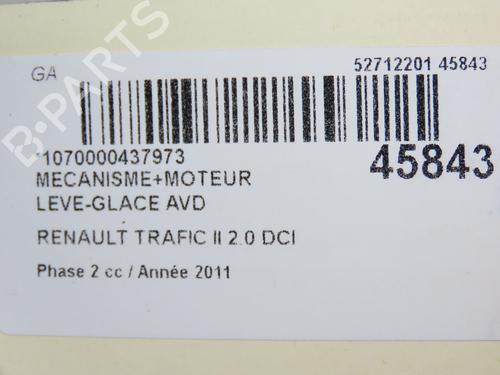 GA
52712201 45843
1070000437973
45843
MECANISME+MOTEUR
LEVE-GLACE AVD
RENAULT TRAFIC II 2.0 DCI
Phase 2 cc / Année 2011
B-PARTS